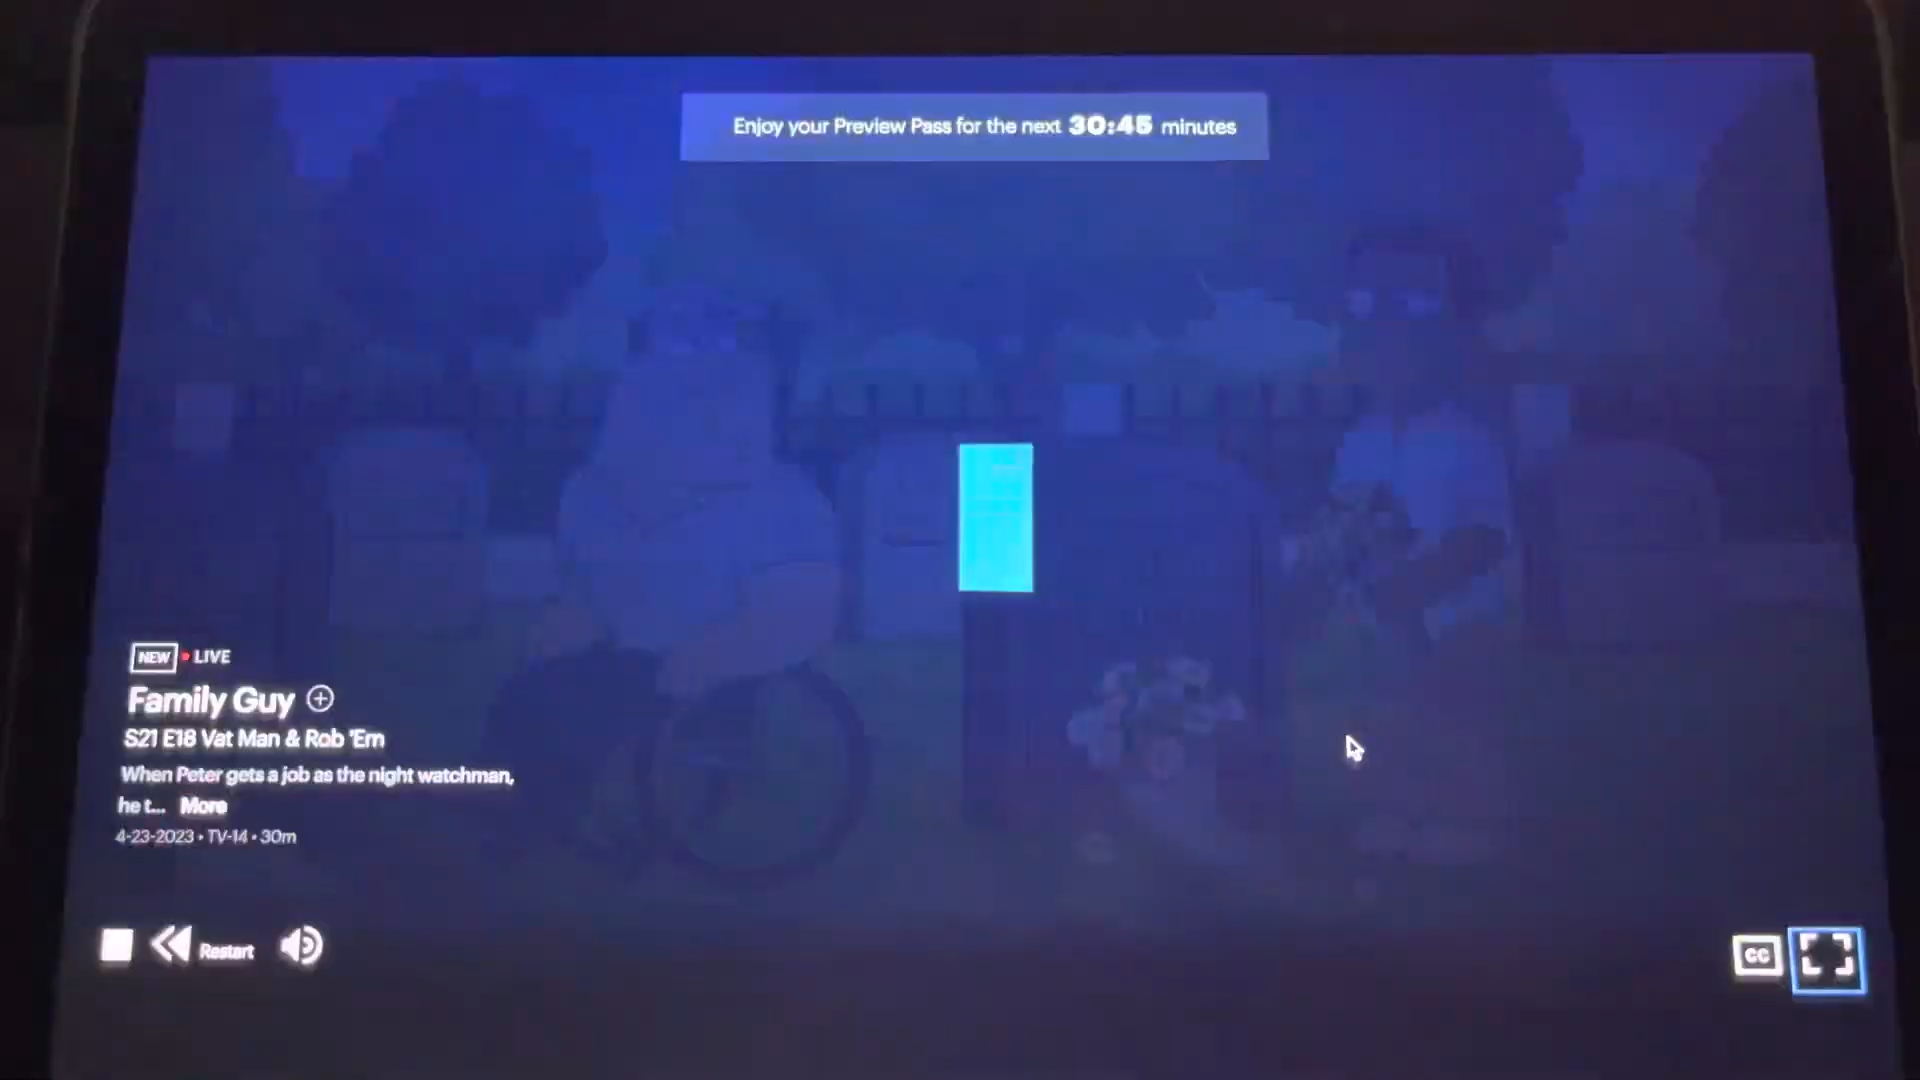 Enjoy your Preview Pass for the next 30:45 minutes
NEW • LIVE
Family Guy
S21 E18 Vat Man & Rob 'Em
When Peter gets a job as the night watchman,
he t... More
4-23-2023 • TV-14 • 30m
Restart
CC